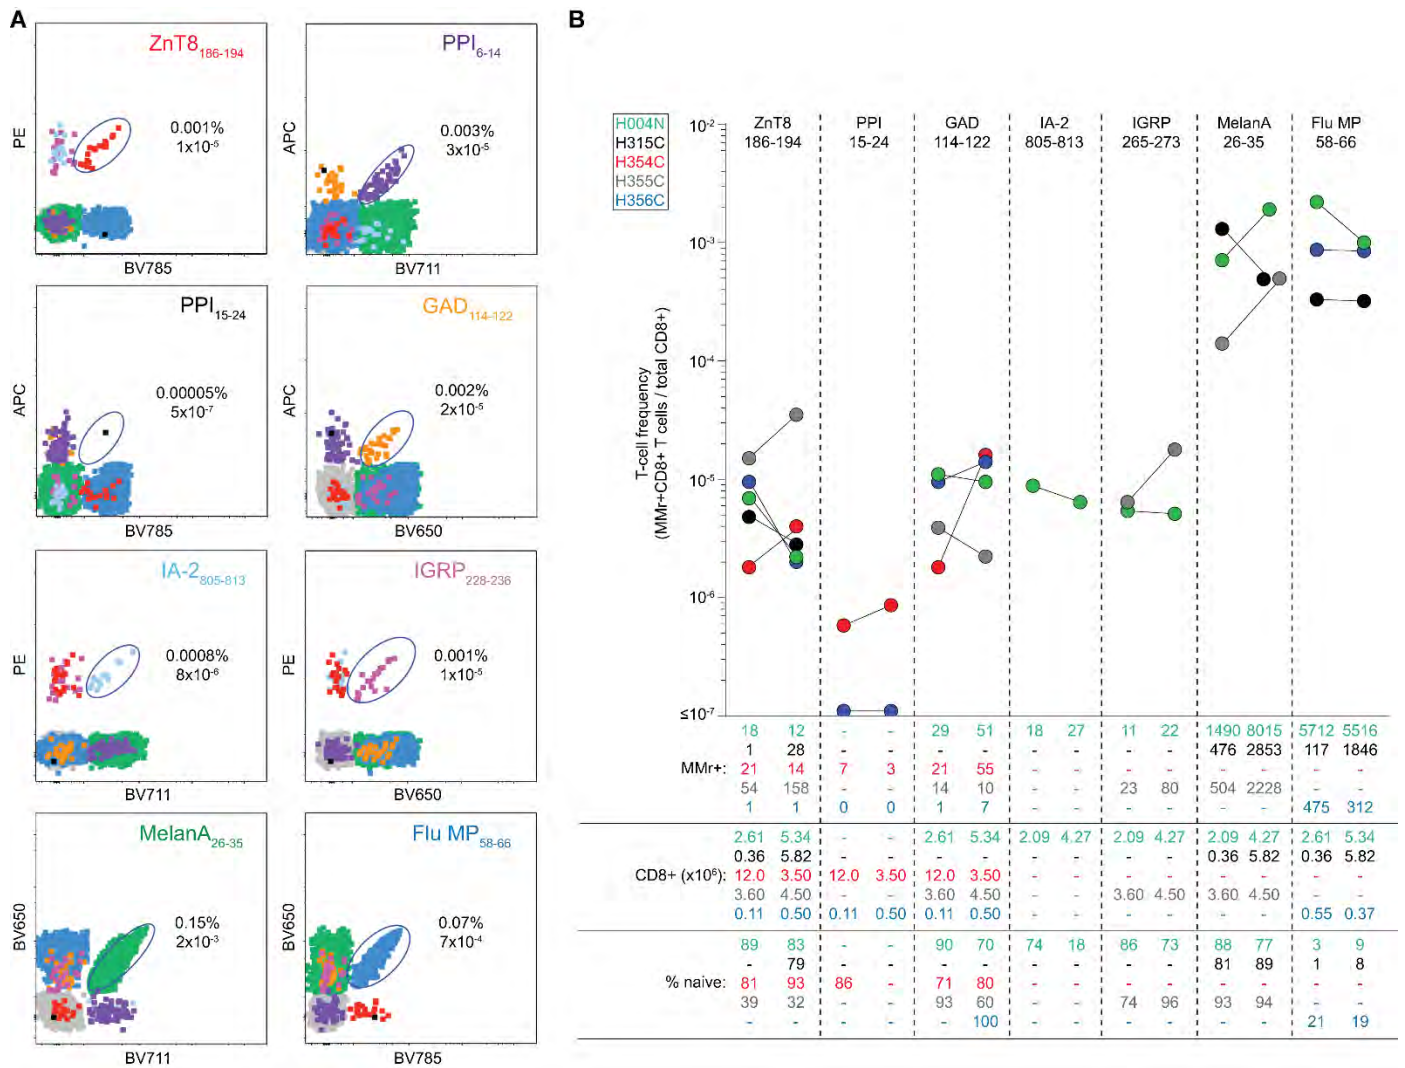 A
ZnT8186-194
PE
0.001%
1x10-5
BV785
PPI6-14
APC
0.003%
3x10-5
BV711
PPI15-24
APC
0.00005%
5x10-7
BV785
GAD114-122
APC
0.002%
2x10-5
BV650
IA-2805-813
PE
0.0008%
8x10-6
BV711
IGRP228-236
PE
0.001%
1x10-5
BV650
MelanA26-35
BV650
0.15%
2x10-3
BV711
Flu MP58-66
BV650
0.07%
7x10-4
BV785
B
H004N
H315C
H354C
H355C
H356C
ZnT8 PPI GAD IA-2 IGRP MelanA Flu MP
186-194 15-24 114-122 805-813 265-273 26-35 58-66
T-cell frequency
(MMr+CD8+ T cells / total CD8+)
10-2
10-3
10-4
10-5
10-6
≤10-7
MMr+:
18 12 - - 29 51 18 27 11 22 1490 8015 5712 5516
1 28 - - - - - - - - 476 2853 117 1846
21 14 7 3 21 55 - - - - - - - -
54 158 - - 14 10 - - 23 80 504 2228 - -
1 1 0 0 1 7 - - - - - - 475 312
CD8+ (x106):
2.61 5.34 - - 2.61 5.34 2.09 4.27 2.09 4.27 2.09 4.27 2.61 5.34
0.36 5.82 - - - - - - - - 0.36 5.82 0.36 5.82
12.0 3.50 12.0 3.50 12.0 3.50 - - - - - - - -
3.60 4.50 - - 3.60 4.50 - - 3.60 4.50 3.60 4.50 - -
0.11 0.50 0.11 0.50 0.11 0.50 - - - - - - 0.55 0.37
% naive:
89 83 - - 90 70 74 18 86 73 88 77 3 9
- 79 - - - - - - - - 81 89 1 8
81 93 86 - 71 80 - - - - - - - -
39 32 - - 93 60 - - 74 96 93 94 - -
- - - - - 100 - - - - - - 21 19